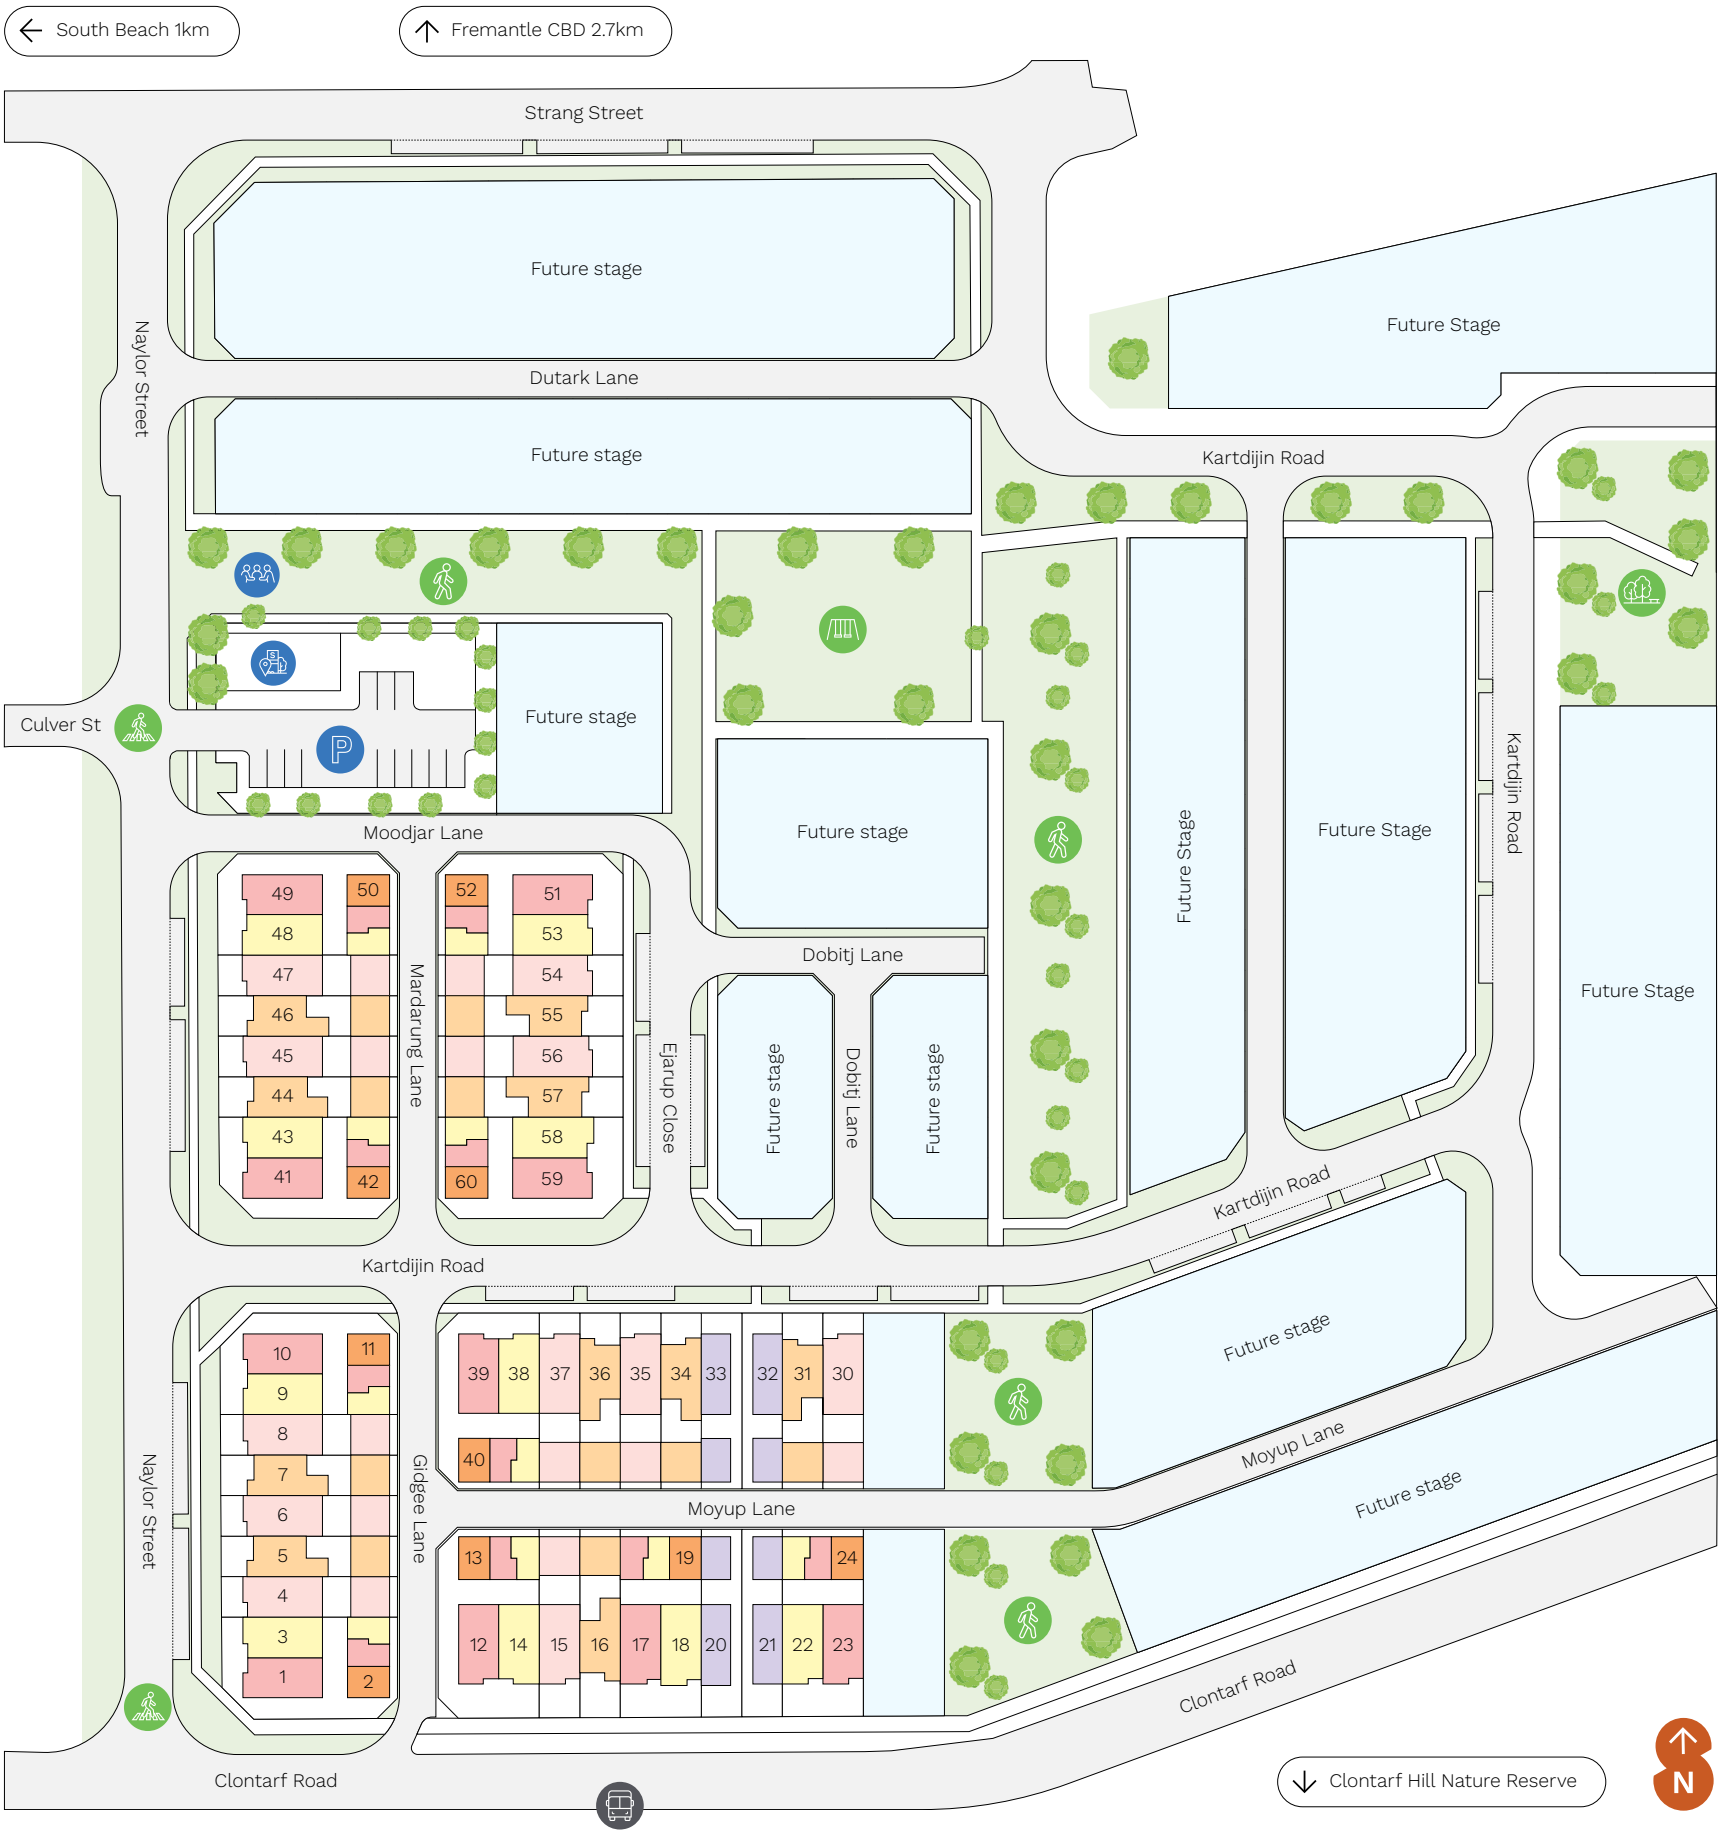 South Beach 1km
Fremantle CBD 2.7km
Strang Street
Future stage
Future Stage
Naylor Street
Dutark Lane
Future stage
Kartdijin Road
S
Culver St
P
Future stage
Moodjar Lane
Future stage
Future Stage
Future Stage
Kartdijin Road
49
50
52
51
48
53
Dobitj Lane
47
54
Mardarung Lane
Future Stage
46
55
45
56
Ejarup Close
Future stage
Dobitj Lane
Future stage
44
57
43
58
41
42
60
59
Kartdijin Road
Kartdijin Road
10
11
Future stage
39
38
37
36
35
34
33
32
31
30
9
8
40
Moyup Lane
7
Naylor Street
Gidgee Lane
Future stage
6
Moyup Lane
5
13
19
24
4
3
12
14
15
16
17
18
20
21
22
23
1
2
Clontarf Road
Clontarf Road
Clontarf Hill Nature Reserve
N